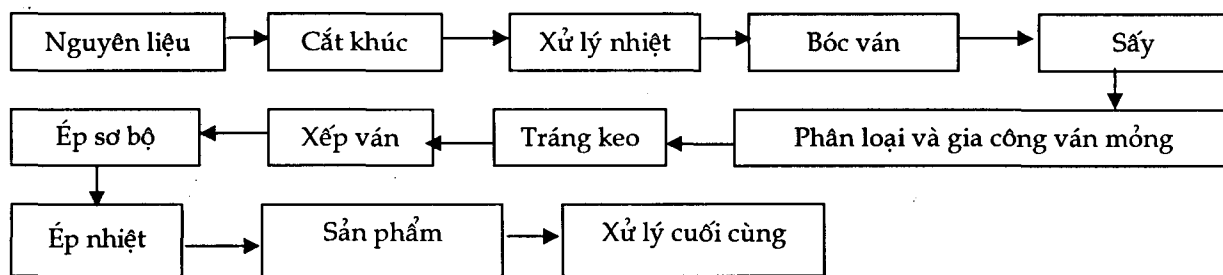 Nguyên liệu
Cắt khúc
Xử lý nhiệt
Bóc ván
Sấy
Phân loại và gia công ván mỏng
Tráng keo
Xếp ván
Ép sơ bộ
Ép nhiệt
Sản phẩm
Xử lý cuối cùng